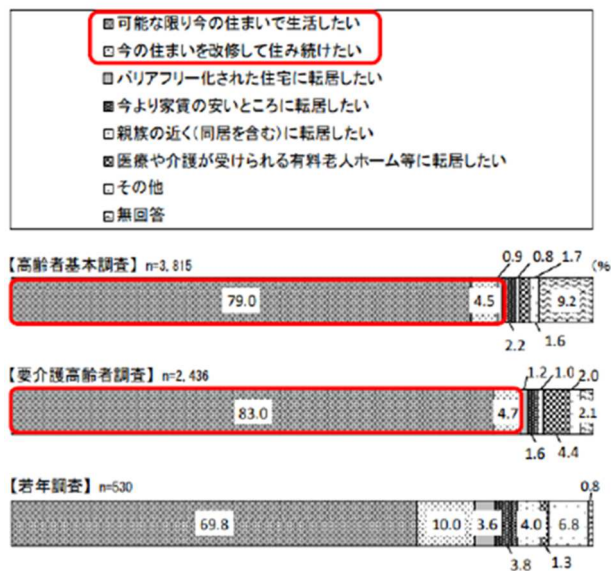 可能な限り今の住まいで生活したい
今の住まいを改修して住み続けたい
バリアフリー化された住宅に転居したい
今より家賃の安いところに転居したい
親族の近く(同居を含む)に転居したい
医療や介護が受けられる有料老人ホーム等に転居したい
その他
無回答
【高齢者基本調査】 n=3,815
0.9 0.8 1.7 (%
79.0 4.5 9.2
2.2 1.6
【要介護高齢者調査】 n=2,436
1.2 1.0 2.0
83.0 4.7 2.1
1.6 4.4
【若年調査】 n=530
0.8
69.8 10.0 3.6 4.0 6.8
3.8 1.3